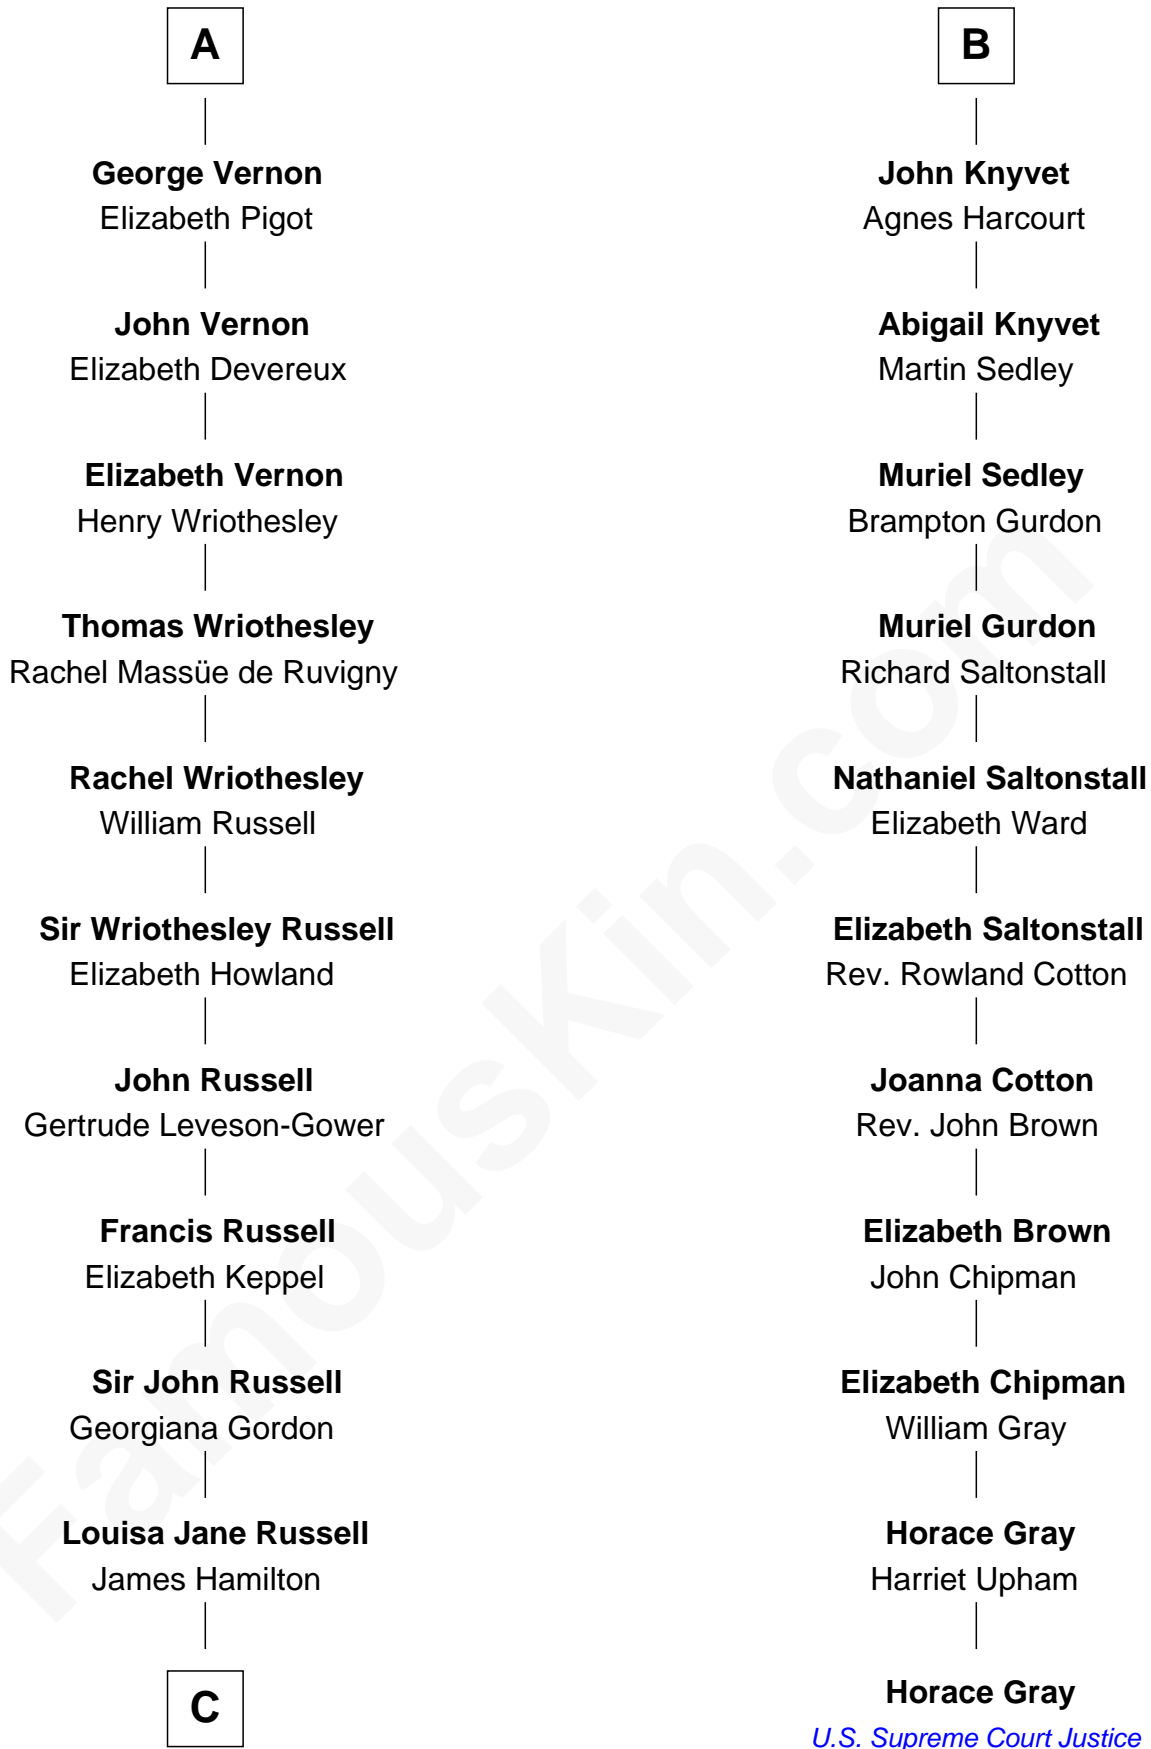 A
George Vernon
Elizabeth Pigot
John Vernon
Elizabeth Devereux
Elizabeth Vernon
Henry Wriothesley
Thomas Wriothesley
Rachel Massüe de Ruvigny
Rachel Wriothesley
William Russell
Sir Wriothesley Russell
Elizabeth Howland
John Russell
Gertrude Leveson-Gower
Francis Russell
Elizabeth Keppel
Sir John Russell
Georgiana Gordon
Louisa Jane Russell
James Hamilton
C
B
John Knyvet
Agnes Harcourt
Abigail Knyvet
Martin Sedley
Muriel Sedley
Brampton Gurdon
Muriel Gurdon
Richard Saltonstall
Nathaniel Saltonstall
Elizabeth Ward
Elizabeth Saltonstall
Rev. Rowland Cotton
Joanna Cotton
Rev. John Brown
Elizabeth Brown
John Chipman
Elizabeth Chipman
William Gray
Horace Gray
Harriet Upham
Horace Gray
U.S. Supreme Court Justice
FamousKin.com